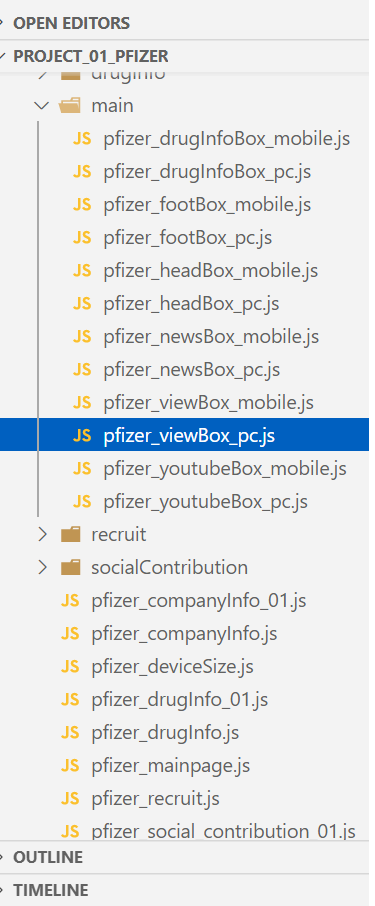 OPEN EDITORS
PROJECT_01_PFIZER
drugInfo
main
JS pfizer_drugInfoBox_mobile.js
JS pfizer_drugInfoBox_pc.js
JS pfizer_footBox_mobile.js
JS pfizer_footBox_pc.js
JS pfizer_headBox_mobile.js
JS pfizer_headBox_pc.js
JS pfizer_newsBox_mobile.js
JS pfizer_newsBox_pc.js
JS pfizer_viewBox_mobile.js
JS pfizer_viewBox_pc.js
JS pfizer_youtubeBox_mobile.js
JS pfizer_youtubeBox_pc.js
recruit
socialContribution
JS pfizer_companyInfo_01.js
JS pfizer_companyInfo.js
JS pfizer_deviceSize.js
JS pfizer_drugInfo_01.js
JS pfizer_drugInfo.js
JS pfizer_mainpage.js
JS pfizer_recruit.js
JS pfizer_social_contribution_01.js
OUTLINE
TIMELINE